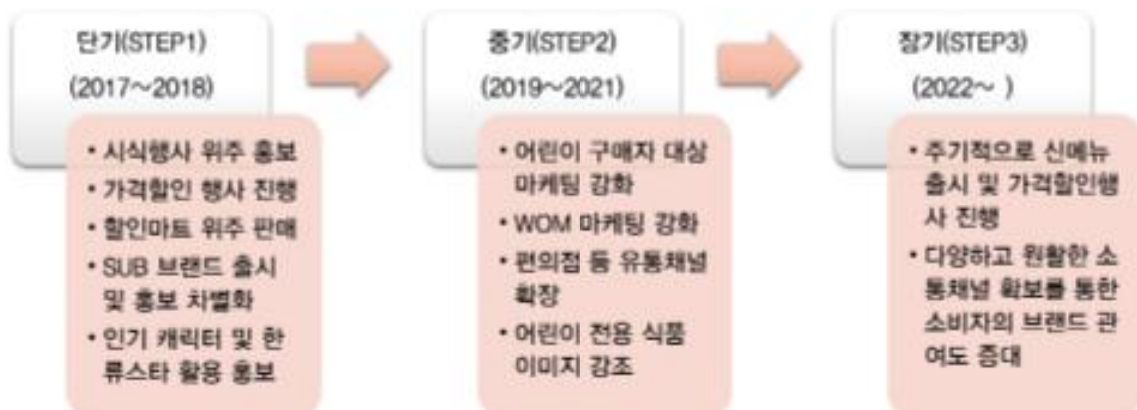 단기(STEP1)
(2017~2018)
• 시식행사 위주 홍보
• 가격할인 행사 진행
• 할인마트 위주 판매
• SUB 브랜드 출시
및 홍보 차별화
• 인기 캐릭터 및 한
류스타 활용 홍보
중기(STEP2)
(2019~2021)
• 어린이 구매자 대상
마케팅 강화
• WOM 마케팅 강화
• 편의점 등 유통채널
확장
• 어린이 전용 식품
이미지 강조
장기(STEP3)
(2022~ )
• 주기적으로 신메뉴
출시 및 가격할인행
사 진행
• 다양하고 원활한 소
통채널 확보를 통한
소비자의 브랜드 관
여도 증대